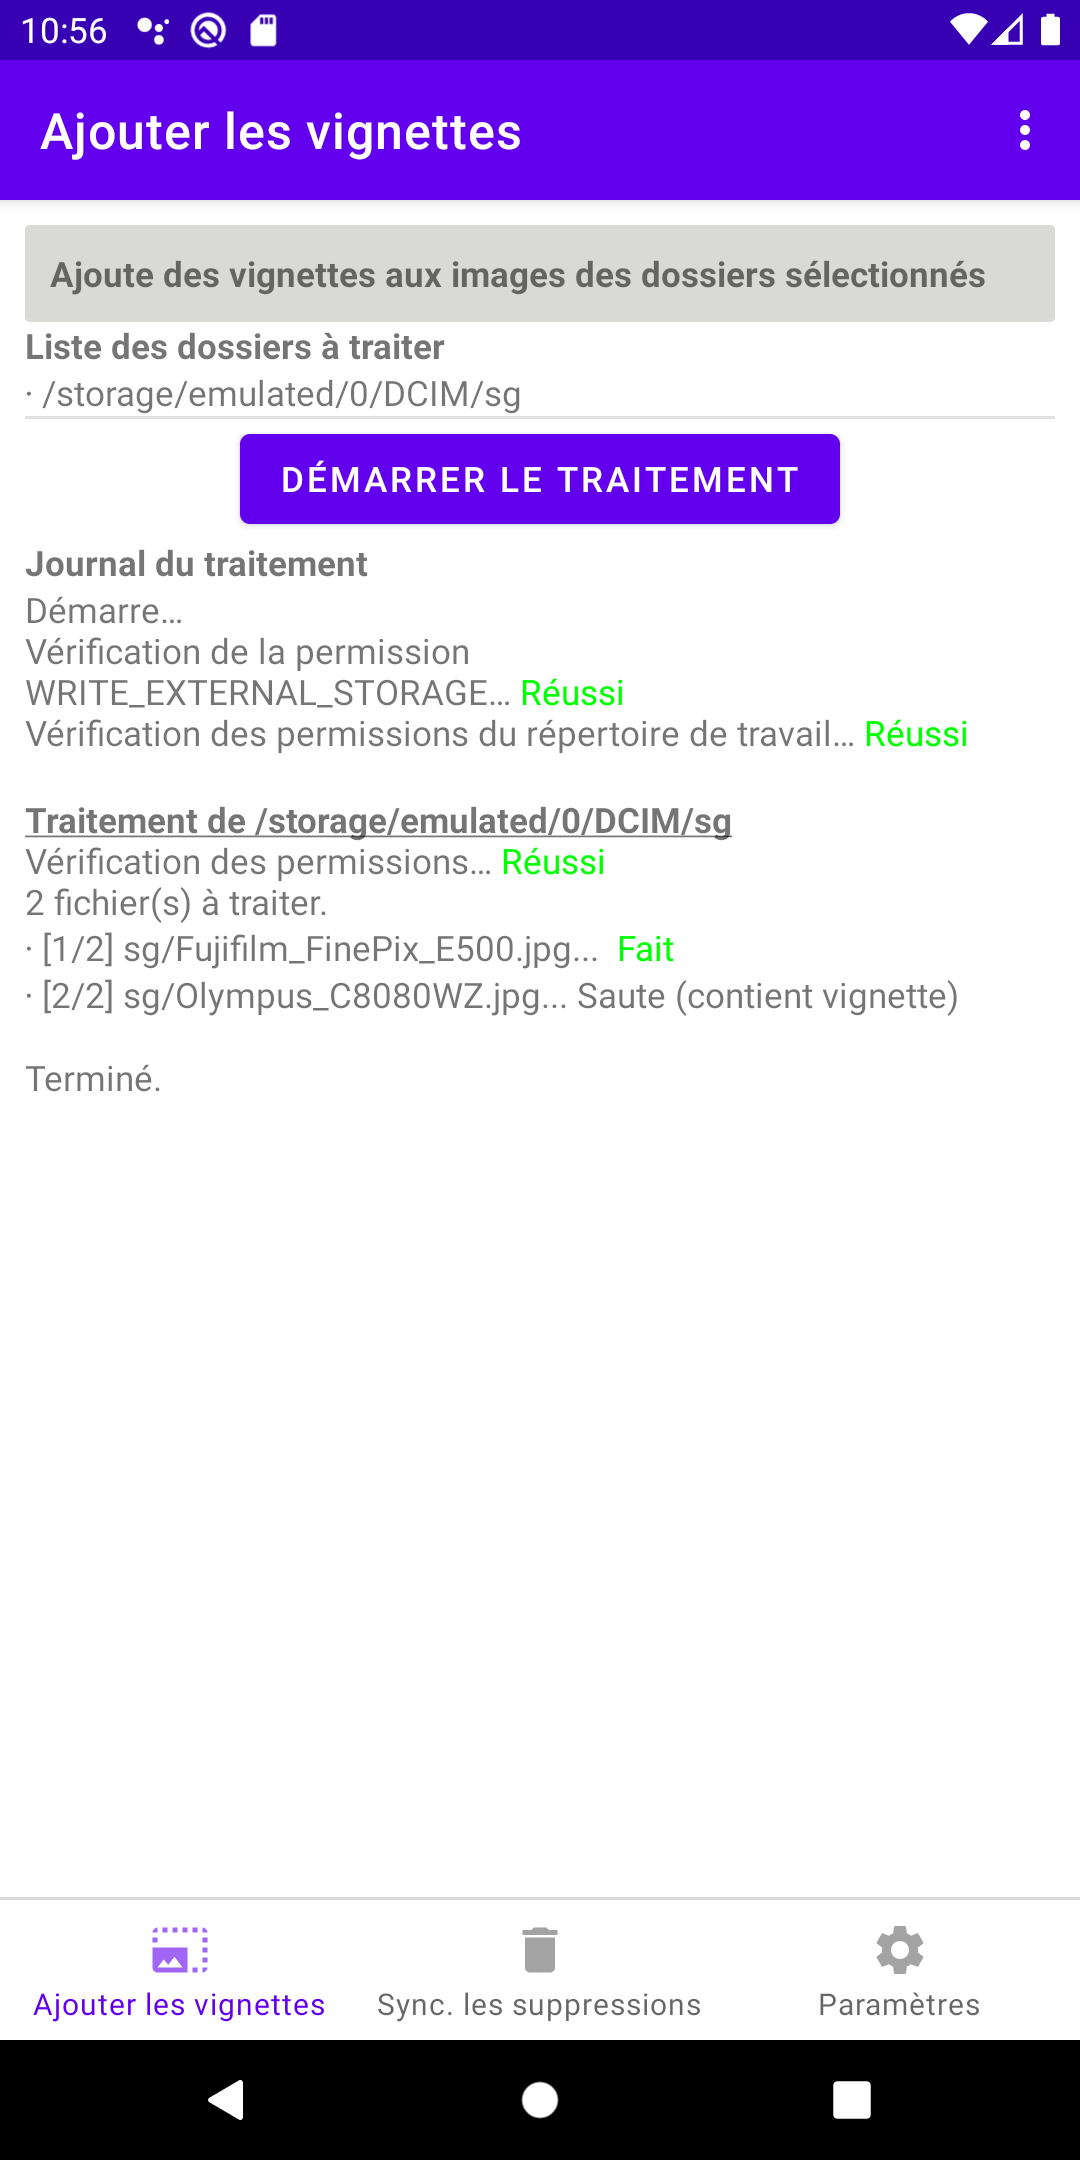 10:56
Ajouter les vignettes
Ajoute des vignettes aux images des dossiers sélectionnés
Liste des dossiers à traiter
· /storage/emulated/0/DCIM/sg
DÉMARRER LE TRAITEMENT
Journal du traitement
Démarre…
Vérification de la permission
WRITE_EXTERNAL_STORAGE… Réussi
Vérification des permissions du répertoire de travail… Réussi
Traitement de /storage/emulated/0/DCIM/sg
Vérification des permissions… Réussi
2 fichier(s) à traiter.
· [1/2] sg/Fujifilm_FinePix_E500.jpg... Fait
· [2/2] sg/Olympus_C8080WZ.jpg... Saute (contient vignette)
Terminé.
Ajouter les vignettes
Sync. les suppressions
Paramètres